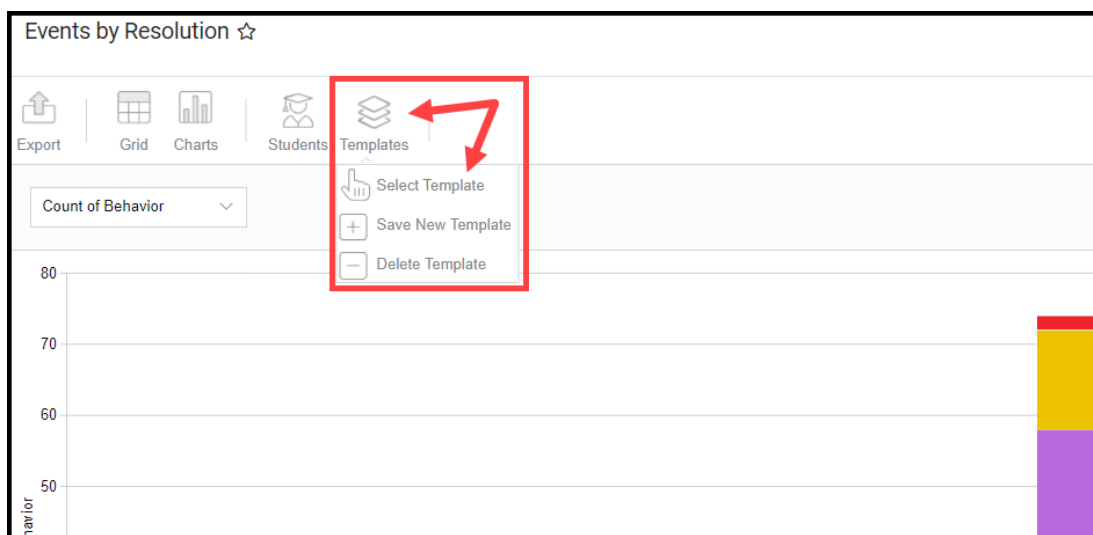 Events by Resolution
Export Grid Charts Students Templates
Select Template
Save New Template
Delete Template
Count of Behavior
80
70
60
50